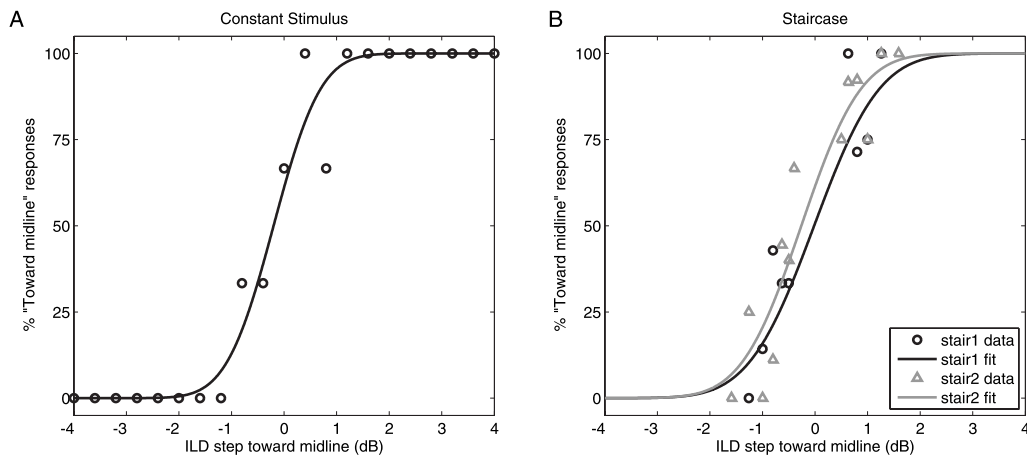 A
Constant Stimulus
% "Toward midline" responses
100
75
50
25
0
-4 -3 -2 -1 0 1 2 3 4
ILD step toward midline (dB)
B
Staircase
% "Toward midline" responses
100
75
50
25
0
-4 -3 -2 -1 0 1 2 3 4
ILD step toward midline (dB)
stair1 data
stair1 fit
stair2 data
stair2 fit